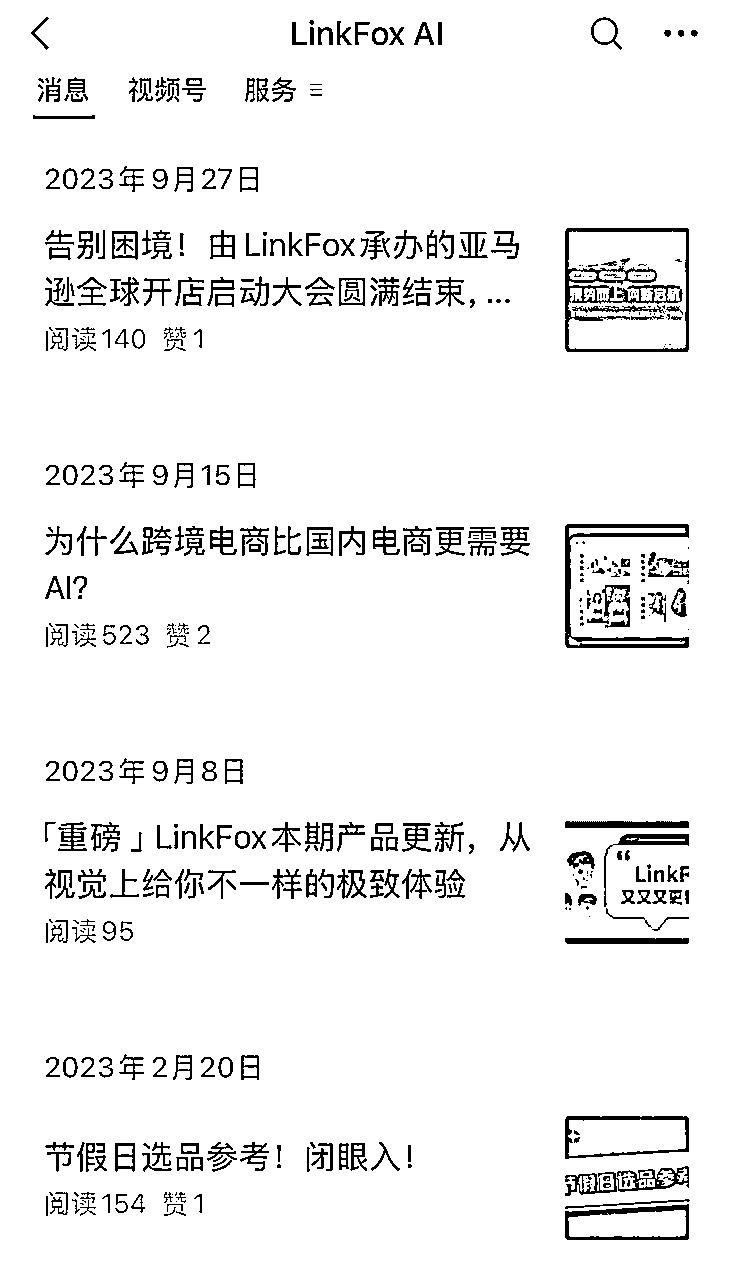 LinkFox AI
消息 视频号 服务
2023年9月27日
告别困境！由LinkFox承办的亚马
逊全球开店启动大会圆满结束，...
阅读140 赞1
2023年9月15日
为什么跨境电商比国内电商更需要
AI?
阅读523 赞2
2023年9月8日
「重磅」LinkFox本期产品更新，从
视觉上给你不一样的极致体验
阅读95
“LinkF
又又又更
2023年2月20日
节假日选品参考！闭眼入！
阅读154 赞1
节假日选品参考